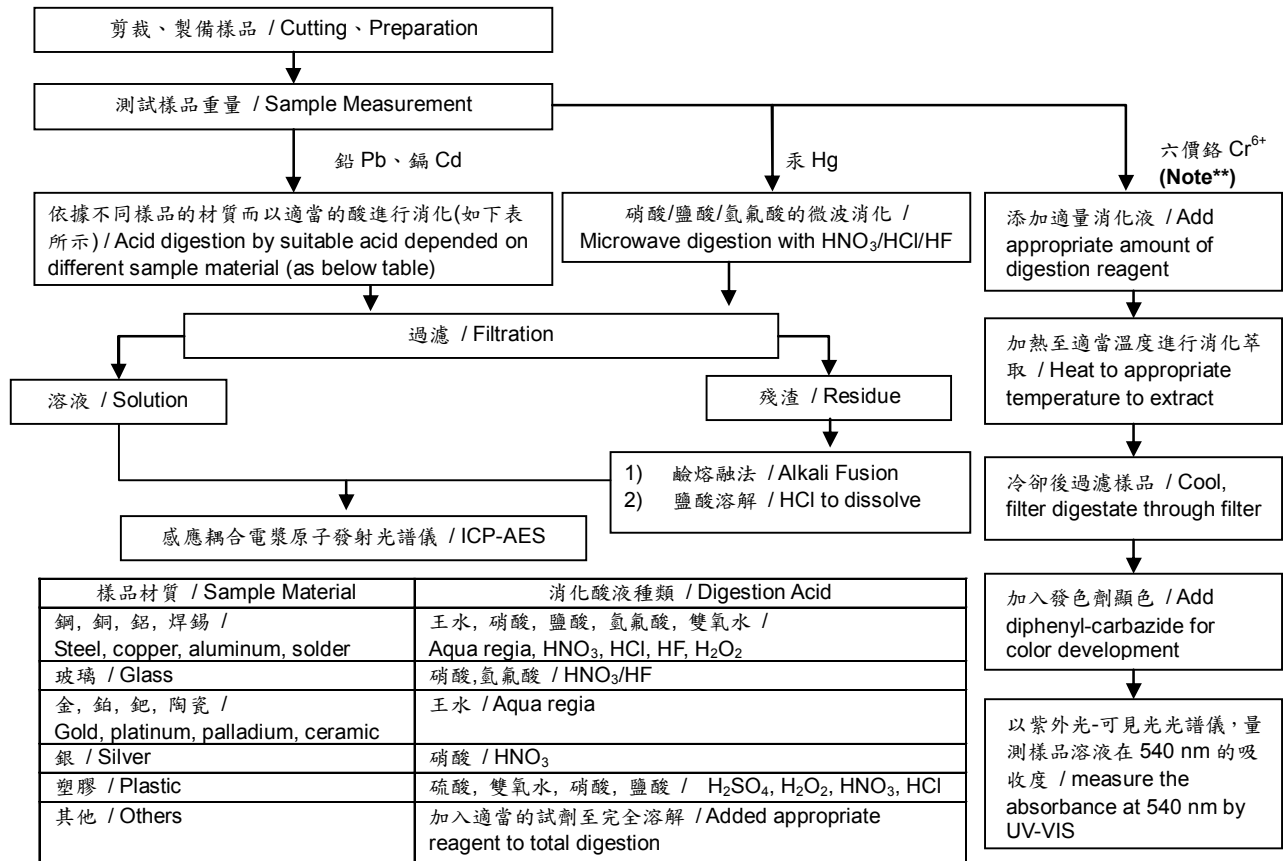 剪裁、製備樣品 / Cutting、Preparation
測試樣品重量 / Sample Measurement
鉛 Pb、鎘 Cd
汞 Hg
六價鉻 Cr⁶⁺
(Note**)
依據不同樣品的材質而以適當的酸進行消化(如下表
所示) / Acid digestion by suitable acid depended on
different sample material (as below table)
硝酸/鹽酸/氫氟酸的微波消化 /
Microwave digestion with HNO₃/HCl/HF
添加適量消化液 / Add
appropriate amount of
digestion reagent
過濾 / Filtration
加熱至適當溫度進行消化萃
取 / Heat to appropriate
temperature to extract
溶液 / Solution
殘渣 / Residue
1) 鹼熔融法 / Alkali Fusion
2) 鹽酸溶解 / HCl to dissolve
冷卻後過濾樣品 / Cool,
filter digestate through filter
感應耦合電漿原子發射光譜儀 / ICP-AES
樣品材質 / Sample Material
消化酸液種類 / Digestion Acid
鋼, 銅, 鋁, 焊錫 /
Steel, copper, aluminum, solder
王水, 硝酸, 鹽酸, 氫氟酸, 雙氧水 /
Aqua regia, HNO₃, HCl, HF, H₂O₂
玻璃 / Glass
硝酸,氫氟酸 / HNO₃/HF
金, 鉑, 鈀, 陶瓷 /
Gold, platinum, palladium, ceramic
王水 / Aqua regia
銀 / Silver
硝酸 / HNO₃
塑膠 / Plastic
硫酸, 雙氧水, 硝酸, 鹽酸 / H₂SO₄, H₂O₂, HNO₃, HCl
其他 / Others
加入適當的試劑至完全溶解 / Added appropriate
reagent to total digestion
加入發色劑顯色 / Add
diphenyl-carbazide for
color development
以紫外光-可見光光譜儀，量
測樣品溶液在 540 nm 的吸
收度 / measure the
absorbance at 540 nm by
UV-VIS